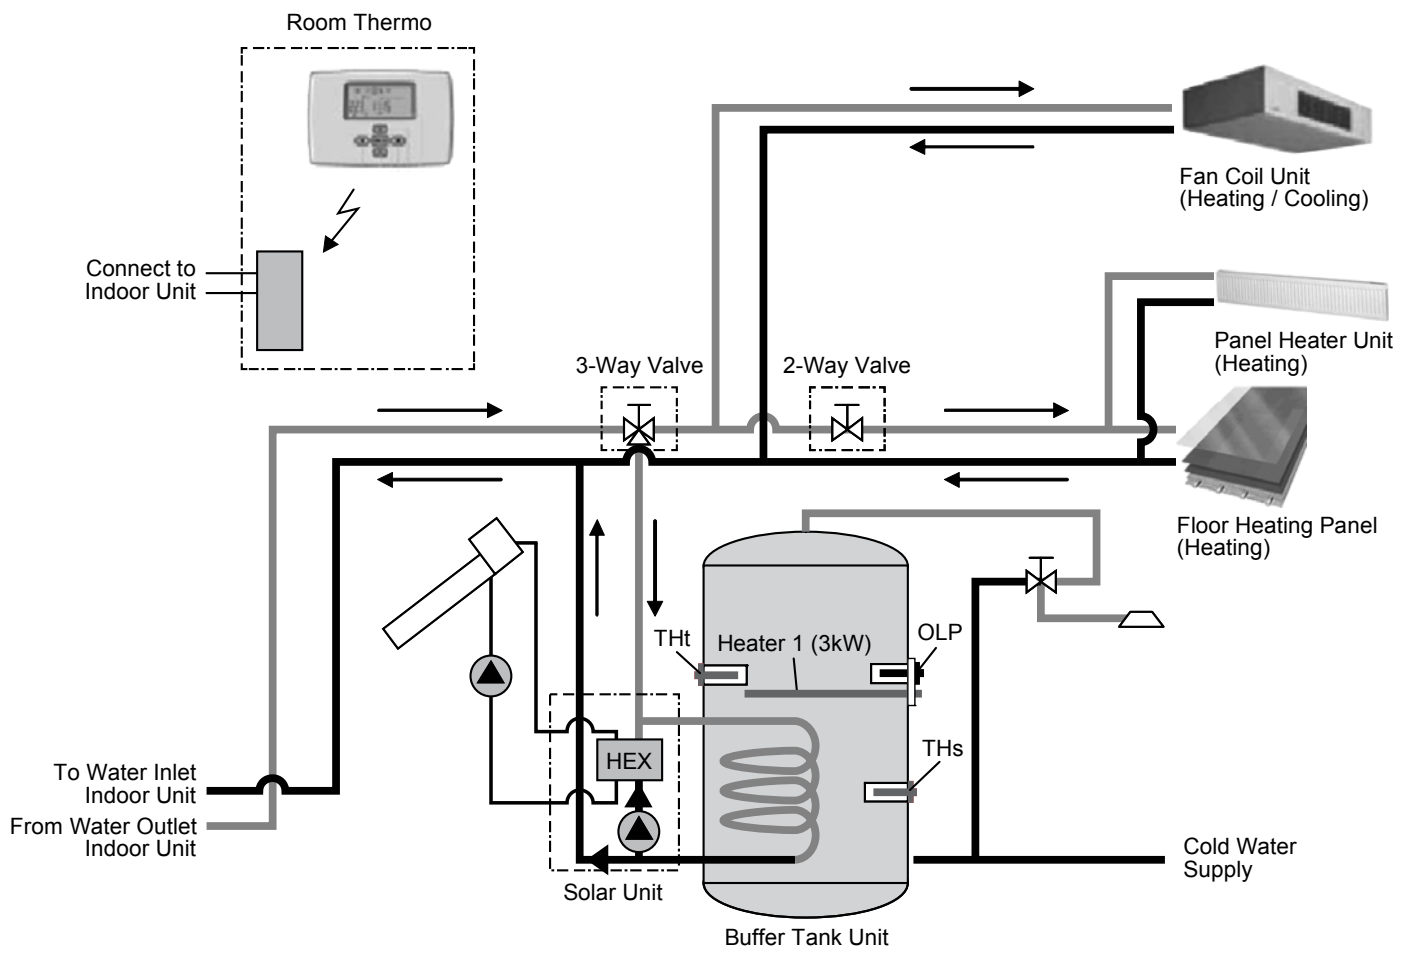 Room Thermo
Connect to
Indoor Unit
Fan Coil Unit
(Heating / Cooling)
Panel Heater Unit
(Heating)
3-Way Valve
2-Way Valve
Floor Heating Panel
(Heating)
THt
Heater 1 (3kW)
OLP
THs
HEX
To Water Inlet
Indoor Unit
From Water Outlet
Indoor Unit
Solar Unit
Cold Water
Supply
Buffer Tank Unit